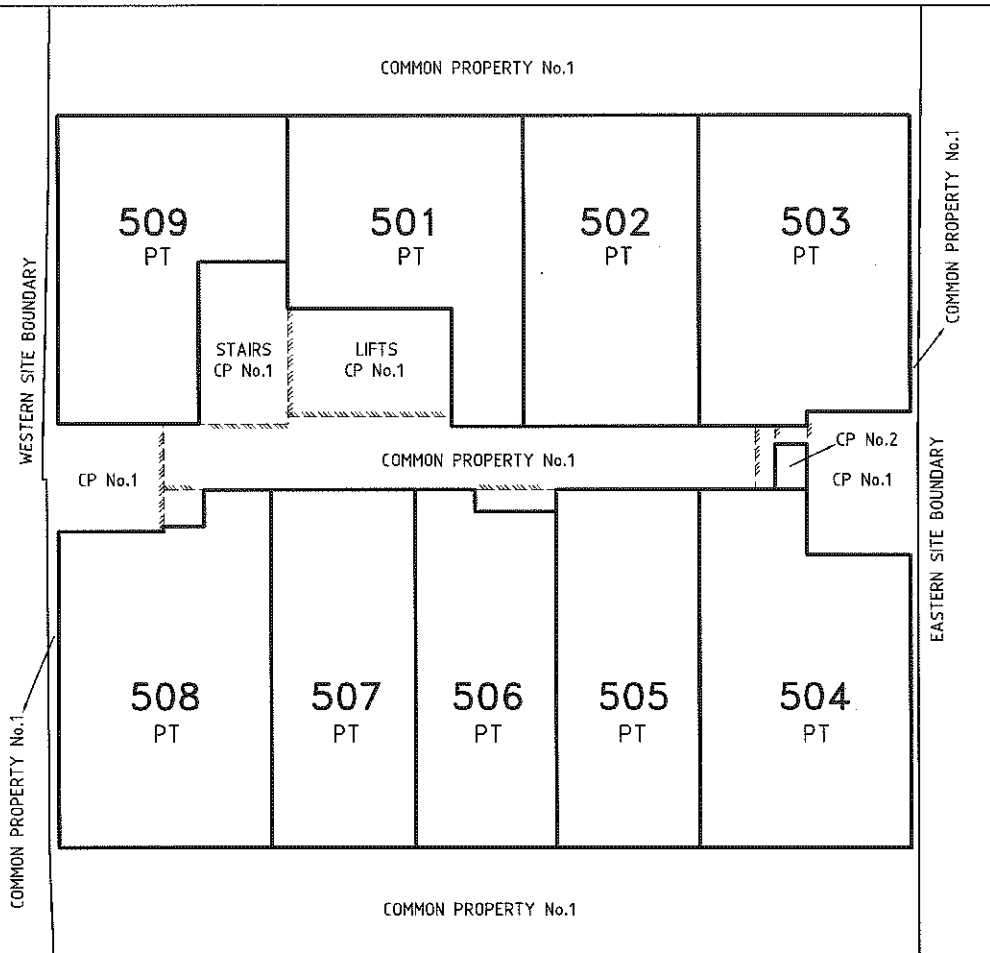 COMMON PROPERTY No.1
509
PT
501
PT
502
PT
503
PT
COMMON PROPERTY No.1
WESTERN SITE BOUNDARY
STAIRS
CP No.1
LIFTS
CP No.1
COMMON PROPERTY No.1
CP No.2
CP No.1
CP No.1
EASTERN SITE BOUNDARY
508
PT
507
PT
506
PT
505
PT
504
PT
COMMON PROPERTY No.1
COMMON PROPERTY No.1